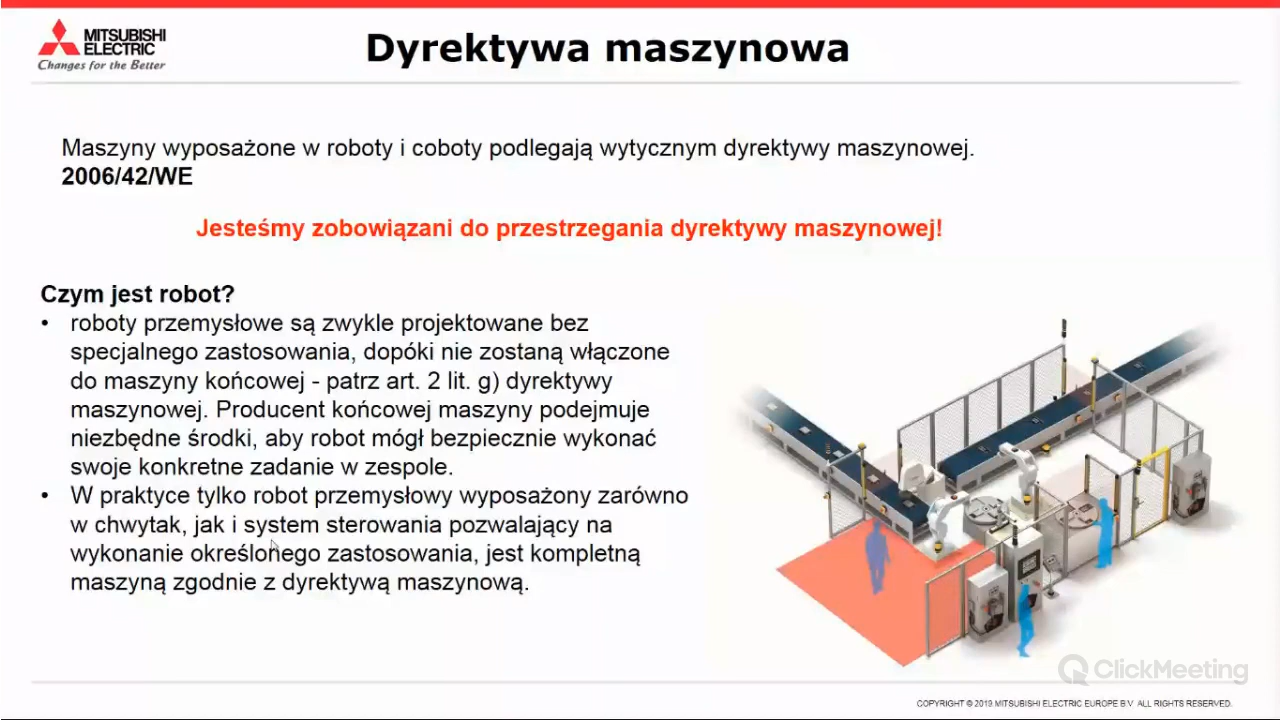 MITSUBISHI
ELECTRIC
Changes for the Better
Dyrektywa maszynowa
Maszyny wyposażone w roboty i coboty podlegają wytycznym dyrektywy maszynowej.
2006/42/WE
Jesteśmy zobowiązani do przestrzegania dyrektywy maszynowej!
Czym jest robot?
• roboty przemysłowe są zwykle projektowane bez
specjalnego zastosowania, dopóki nie zostaną włączone
do maszyny końcowej - patrz art. 2 lit. g) dyrektywy
maszynowej. Producent końcowej maszyny podejmuje
niezbędne środki, aby robot mógł bezpiecznie wykonać
swoje konkretne zadanie w zespole.
• W praktyce tylko robot przemysłowy wyposażony zarówno
w chwytak, jak i system sterowania pozwalający na
wykonanie określonego zastosowania, jest kompletną
maszyną zgodnie z dyrektywą maszynową.
ClickMeeting
COPYRIGHT © 2019 MITSUBISHI ELECTRIC EUROPE B.V. ALL RIGHTS RESERVED.